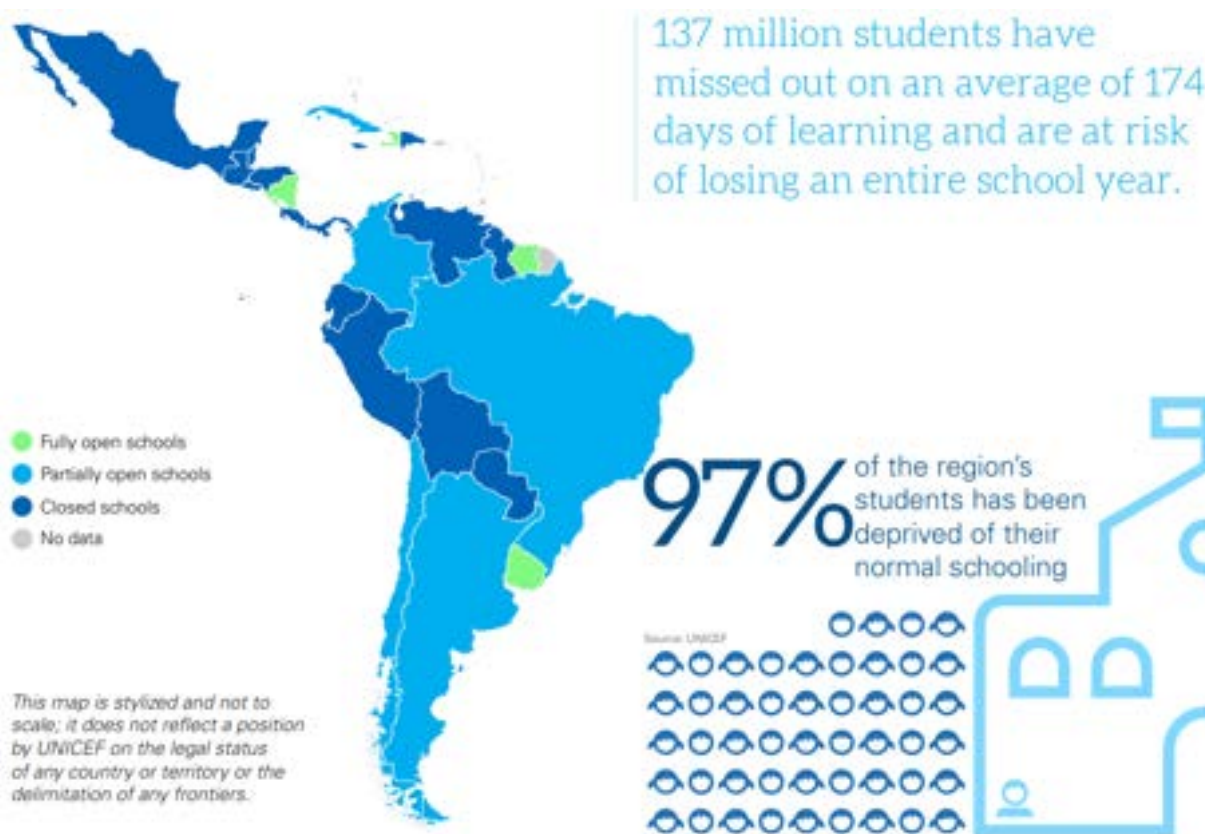 137 million students have
missed out on an average of 174
days of learning and are at risk
of losing an entire school year.
Fully open schools
Partially open schools
Closed schools
No data
97%
of the region's
students has been
deprived of their
normal schooling
Source: UNICEF
This map is stylized and not to
scale; it does not reflect a position
by UNICEF on the legal status
of any country or territory or the
delimitation of any frontiers.